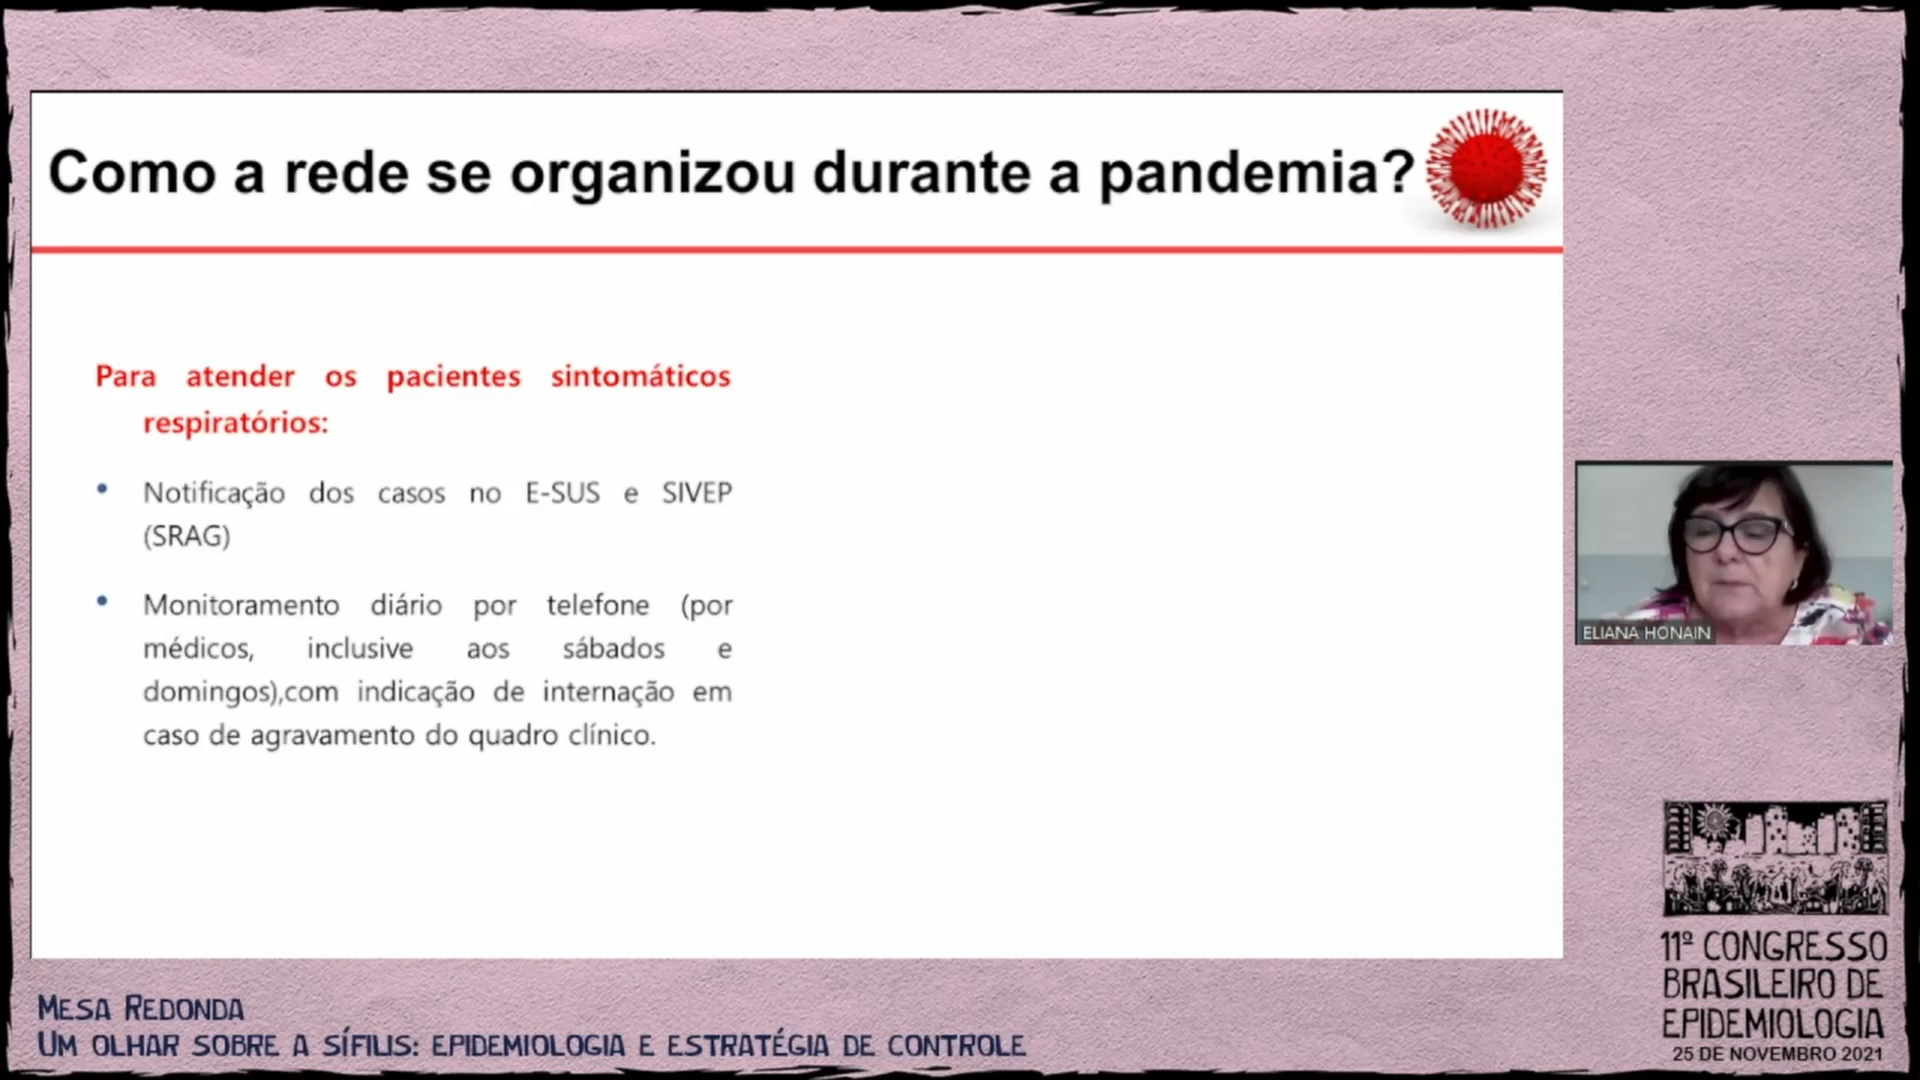 Como a rede se organizou durante a pandemia?
Para atender os pacientes sintomáticos
respiratórios:
• Notificação dos casos no E-SUS e SIVEP
(SRAG)
• Monitoramento diário por telefone (por
médicos, inclusive aos sábados e
domingos),com indicação de internação em
caso de agravamento do quadro clínico.
ELIANA HONAIN
11º CONGRESSO
BRASILEIRO DE
EPIDEMIOLOGIA
25 DE NOVEMBRO 2021
MESA REDONDA
UM OLHAR SOBRE A SÍFILIS: EPIDEMIOLOGIA E ESTRATÉGIA DE CONTROLE